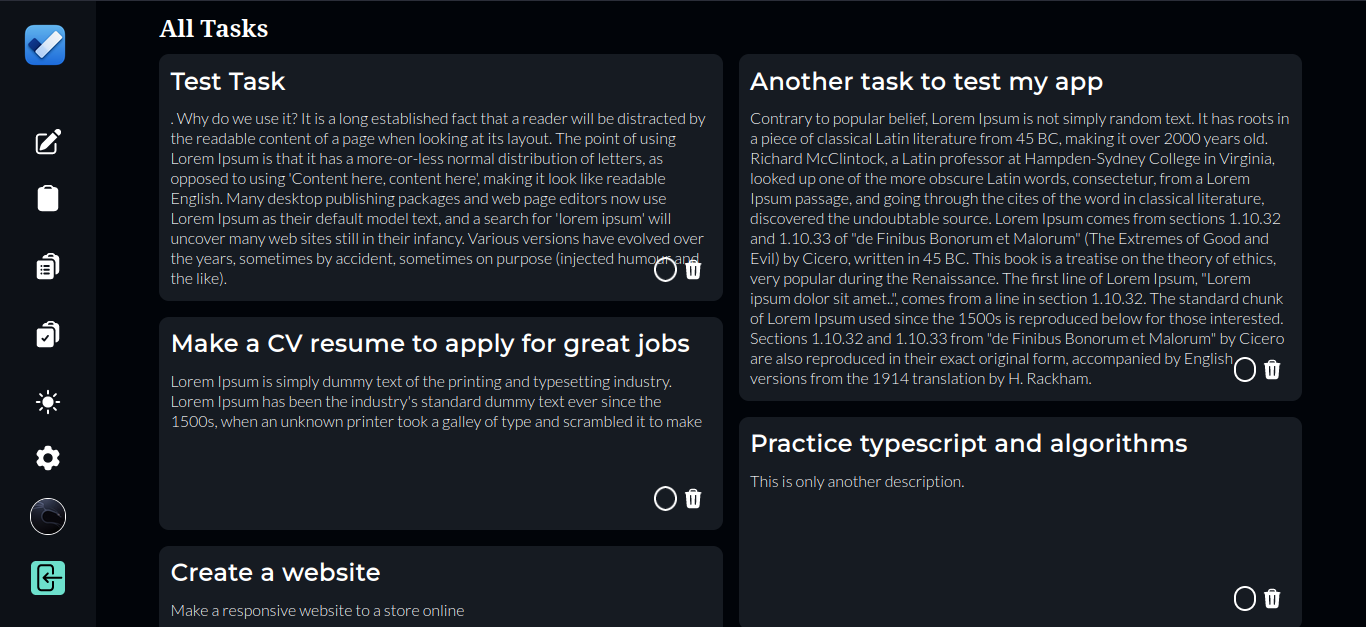 All Tasks
Test Task
. Why do we use it? It is a long established fact that a reader will be distracted by
the readable content of a page when looking at its layout. The point of using
Lorem Ipsum is that it has a more-or-less normal distribution of letters, as
opposed to using 'Content here, content here', making it look like readable
English. Many desktop publishing packages and web page editors now use
Lorem Ipsum as their default model text, and a search for 'lorem ipsum' will
uncover many web sites still in their infancy. Various versions have evolved over
the years, sometimes by accident, sometimes on purpose (injected humour and
the like).
Make a CV resume to apply for great jobs
Lorem Ipsum is simply dummy text of the printing and typesetting industry.
Lorem Ipsum has been the industry's standard dummy text ever since the
1500s, when an unknown printer took a galley of type and scrambled it to make
Create a website
Make a responsive website to a store online
Another task to test my app
Contrary to popular belief, Lorem Ipsum is not simply random text. It has roots in
a piece of classical Latin literature from 45 BC, making it over 2000 years old.
Richard McClintock, a Latin professor at Hampden-Sydney College in Virginia,
looked up one of the more obscure Latin words, consectetur, from a Lorem
Ipsum passage, and going through the cites of the word in classical literature,
discovered the undoubtable source. Lorem Ipsum comes from sections 1.10.32
and 1.10.33 of "de Finibus Bonorum et Malorum" (The Extremes of Good and
Evil) by Cicero, written in 45 BC. This book is a treatise on the theory of ethics,
very popular during the Renaissance. The first line of Lorem Ipsum, "Lorem
ipsum dolor sit amet..", comes from a line in section 1.10.32. The standard chunk
of Lorem Ipsum used since the 1500s is reproduced below for those interested.
Sections 1.10.32 and 1.10.33 from "de Finibus Bonorum et Malorum" by Cicero
are also reproduced in their exact original form, accompanied by English
versions from the 1914 translation by H. Rackham.
Practice typescript and algorithms
This is only another description.